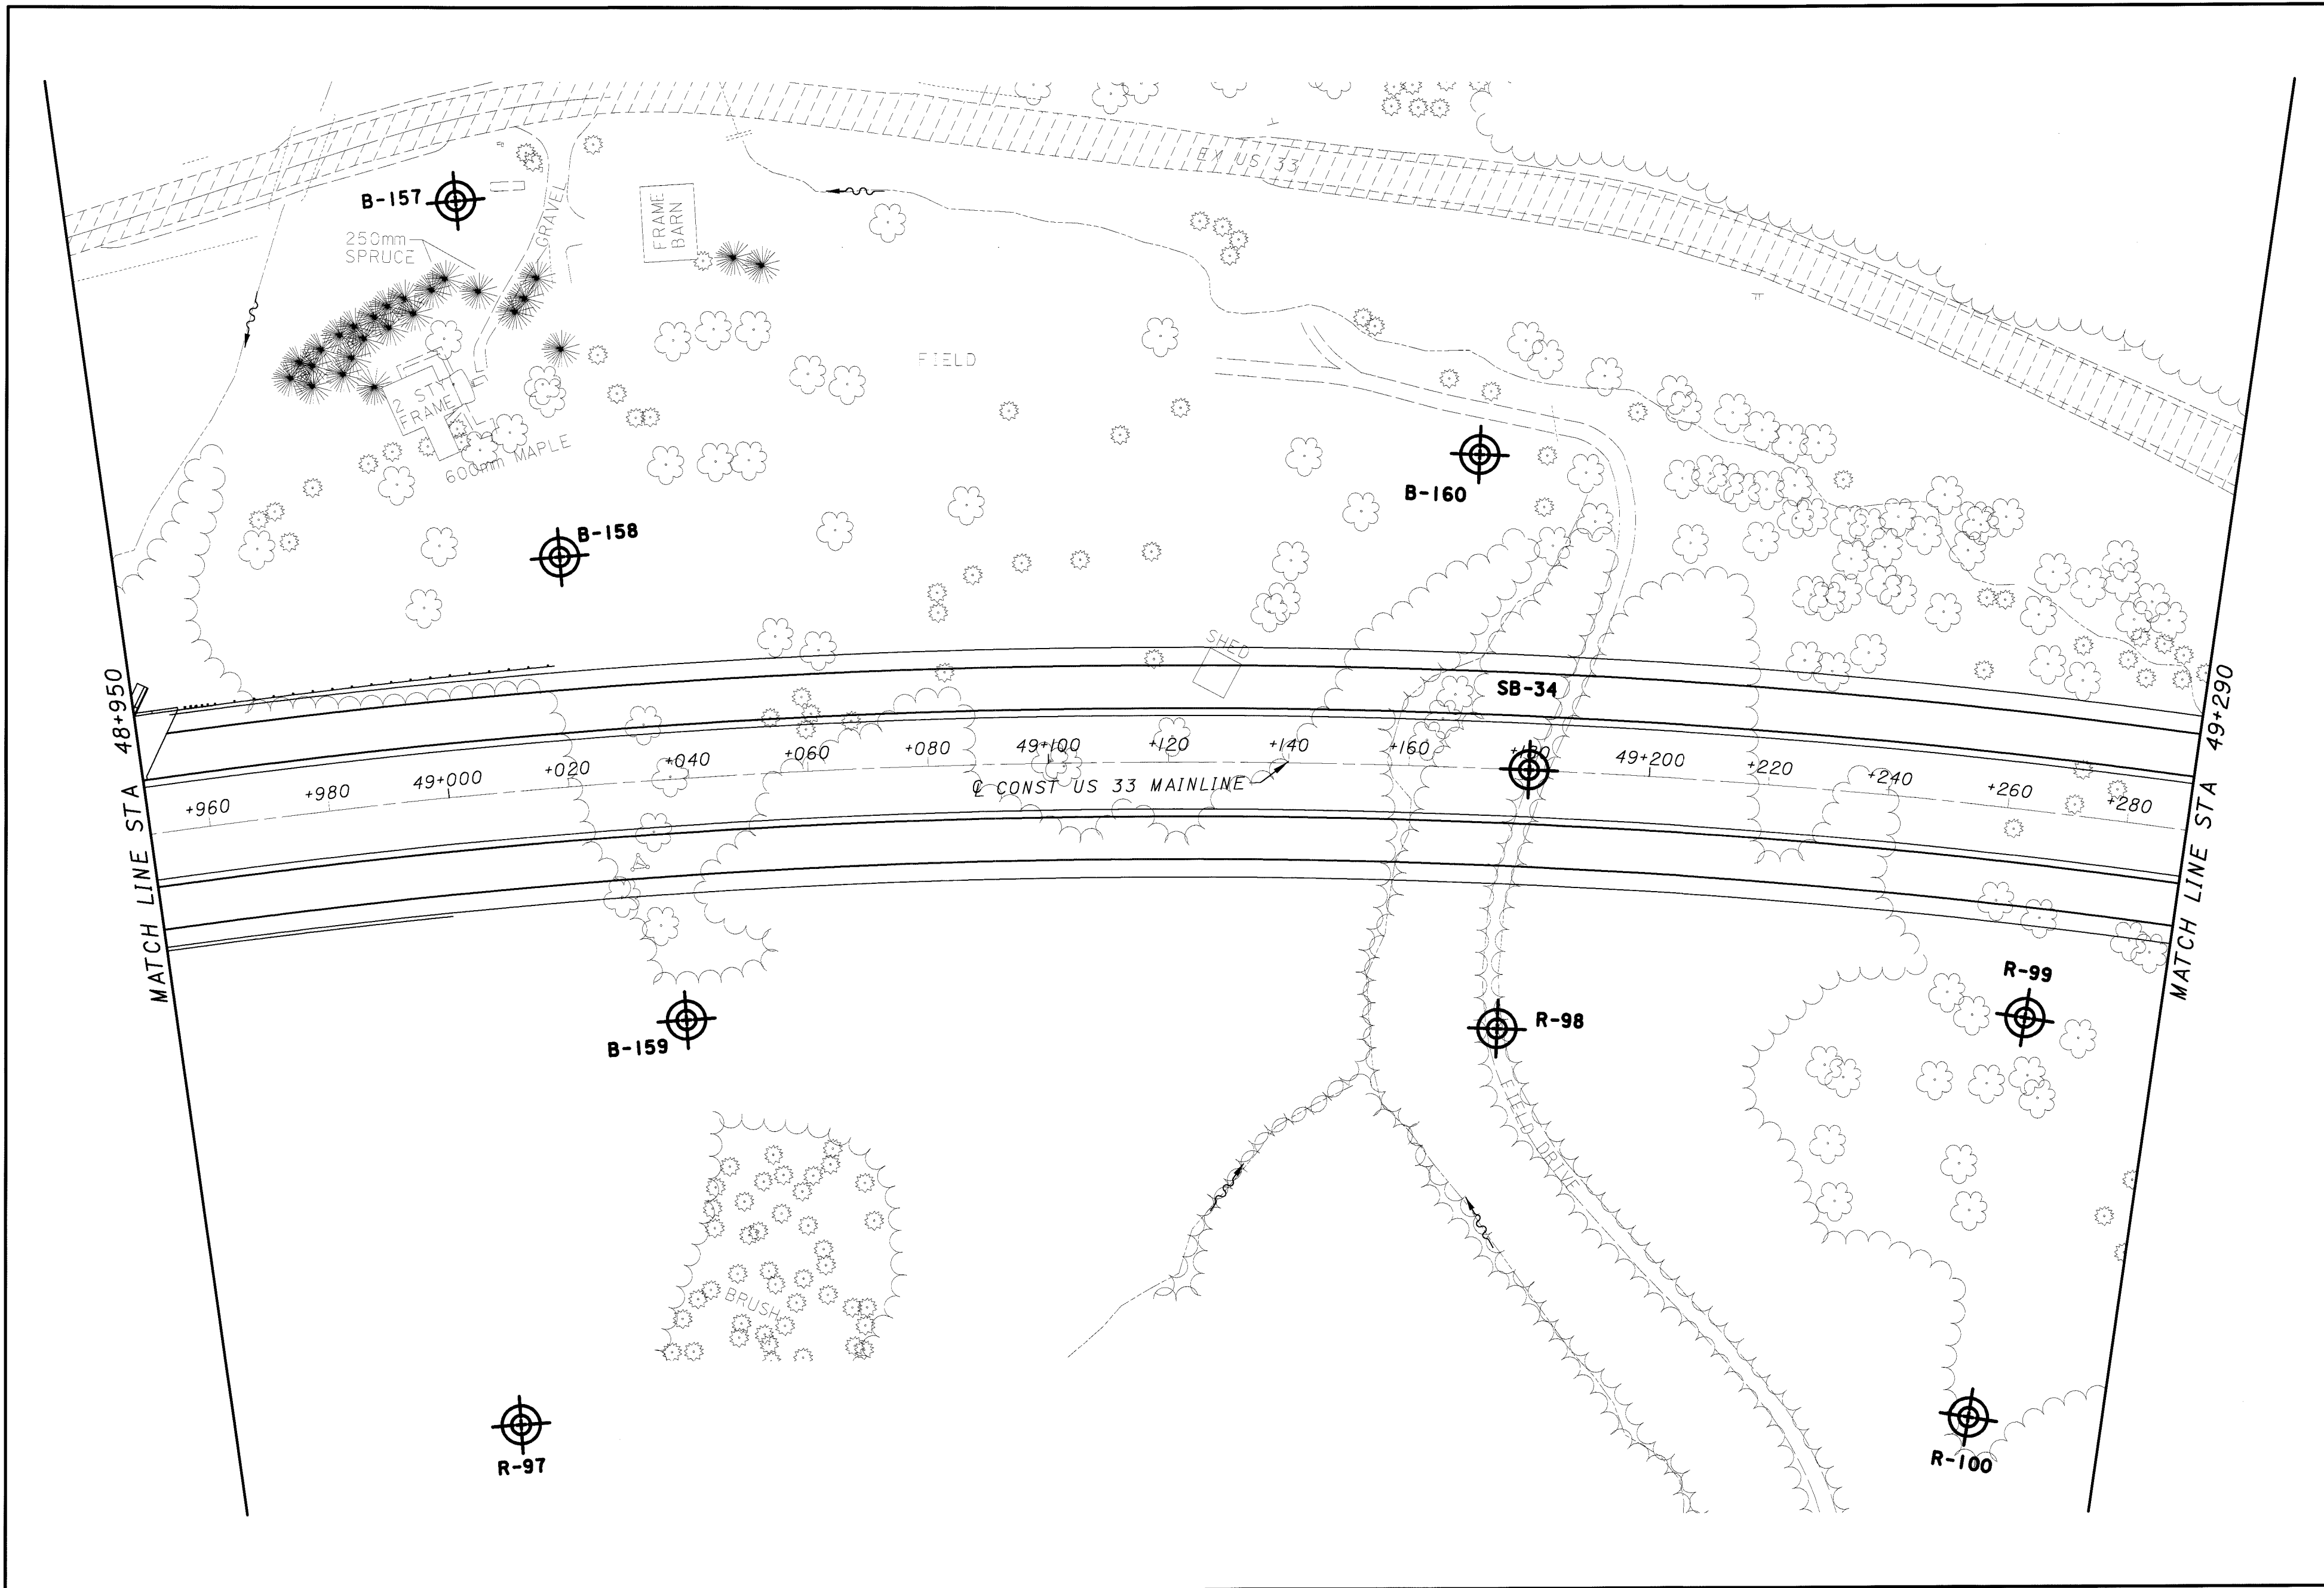 EX US 33
B-157
GRAVEL
FRAME
BARN
250mm
SPRUCE
FIELD
2 STY
FRAME
600mm MAPLE
B-160
B-158
SHED
SB-34
MATCH LINE STA 48+950
MATCH LINE STA 49+290
+960
+980
49+000
+020
+040
+060
+080
49+100
+120
+140
+160
+180
49+200
+220
+240
+260
+280
℄ CONST US 33 MAINLINE
R-99
B-159
R-98
FIELD DRIVE
BRUSH
R-97
R-100